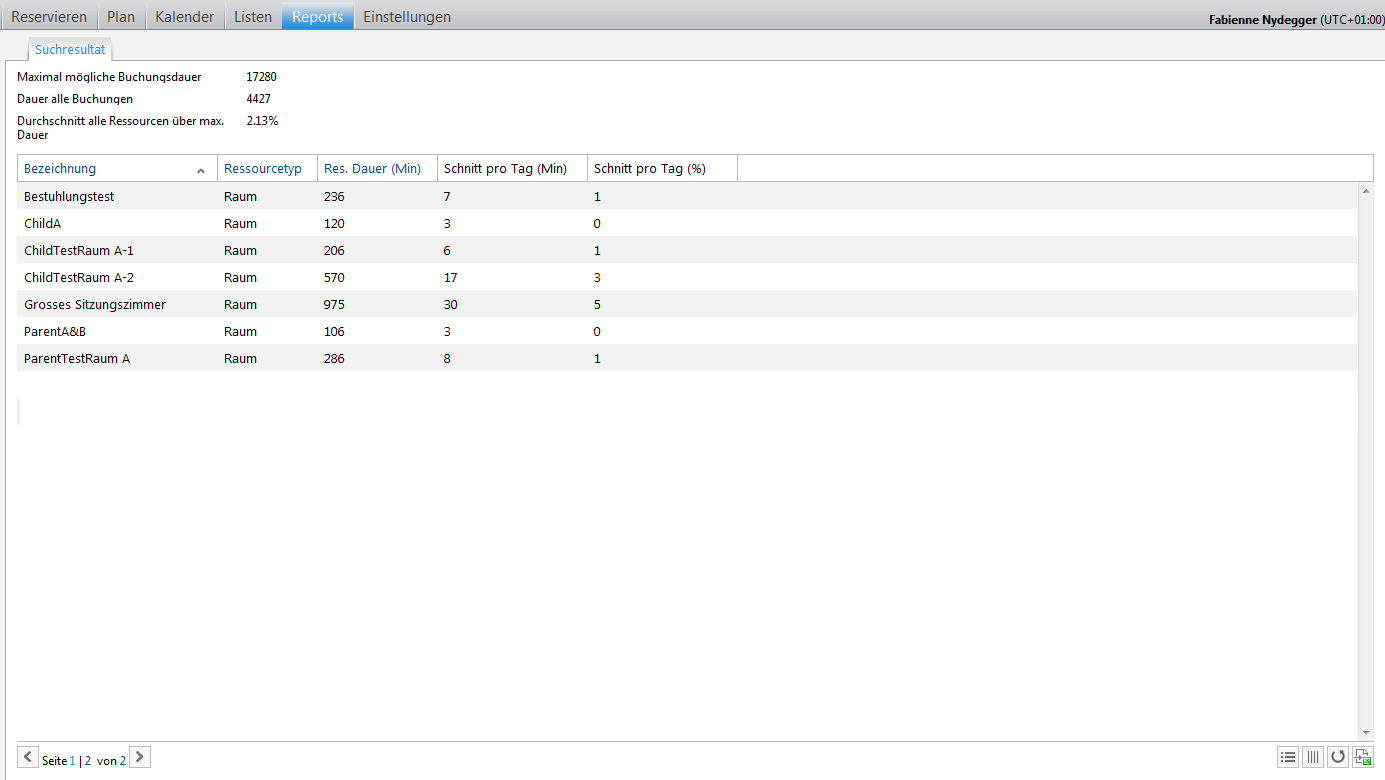 Reservieren Plan Kalender Listen Reports Einstellungen Fabienne Nydegger (UTC+01:00)
Suchresultat
Maximal mögliche Buchungsdauer 17280
Dauer alle Buchungen 4427
Durchschnitt alle Ressourcen über max. 2.13%
Dauer
Bezeichnung Ressourcetyp Res. Dauer (Min) Schnitt pro Tag (Min) Schnitt pro Tag (%)
Bestuhlungstest Raum 236 7 1
ChildA Raum 120 3 0
ChildTestRaum A-1 Raum 206 6 1
ChildTestRaum A-2 Raum 570 17 3
Grosses Sitzungszimmer Raum 975 30 5
ParentA&B Raum 106 3 0
ParentTestRaum A Raum 286 8 1
Seite 1 | 2 von 2